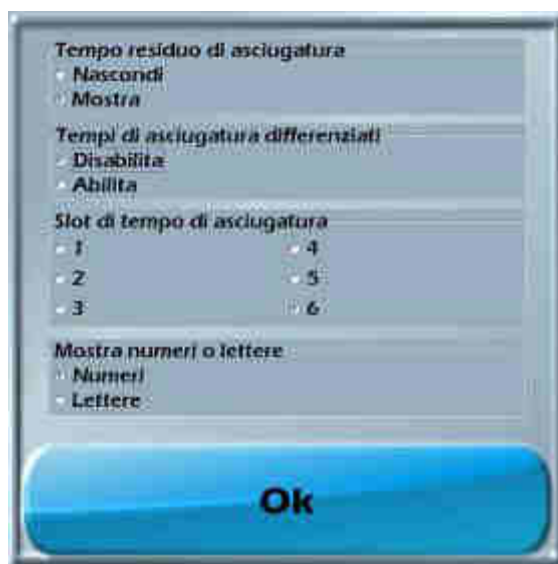 Tempo residuo di asciugatura
Nascondi
Mostra
Tempi di asciugatura differenziati
Disabilita
Abilita
Slot di tempo di asciugatura
1 4
2 5
3 6
Mostra numeri o lettere
Numeri
Lettere
Ok